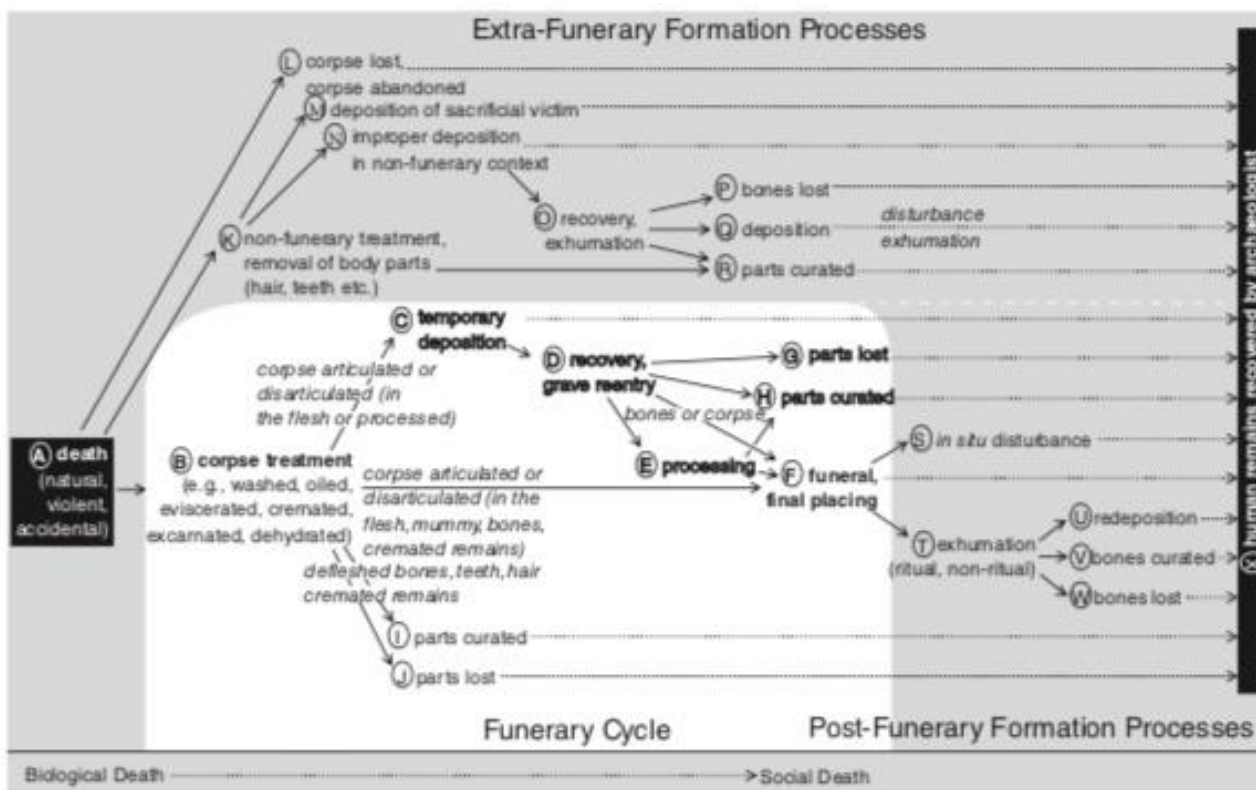 Extra-Funerary Formation Processes
L corpse lost,
corpse abandoned
M deposition of sacrificial victim
N improper deposition
in non-funerary context
O recovery,
exhumation
P bones lost
Q deposition
R parts curated
disturbance
exhumation
K non-funerary treatment,
removal of body parts
(hair, teeth etc.)
C temporary
deposition
D recovery,
grave reentry
G parts lost
H parts curated
bones or corpse
corpse articulated or
disarticulated (in
the flesh or processed)
A death
(natural,
violent,
accidental)
B corpse treatment
(e.g., washed, oiled,
eviscerated, cremated,
excarnated, dehydrated)
corpse articulated or
disarticulated (in the
flesh, mummy, bones,
cremated remains)
defleshed bones, teeth, hair
cremated remains
E processing
F funeral,
final placing
S in situ disturbance
T exhumation
(ritual, non-ritual)
U redeposition
V bones curated
W bones lost
I parts curated
J parts lost
X human remains recovered by archeologist
Funerary Cycle
Post-Funerary Formation Processes
Biological Death
Social Death